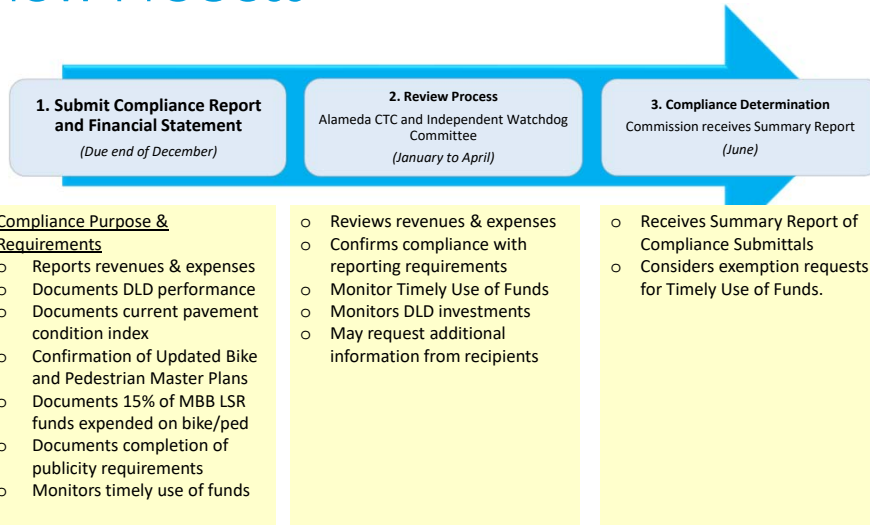 1. Submit Compliance Report
and Financial Statement
(Due end of December)
2. Review Process
Alameda CTC and Independent Watchdog
Committee
(January to April)
3. Compliance Determination
Commission receives Summary Report
(June)
Compliance Purpose &
Requirements
o Reports revenues & expenses
o Documents DLD performance
o Documents current pavement
condition index
o Confirmation of Updated Bike
and Pedestrian Master Plans
o Documents 15% of MBB LSR
funds expended on bike/ped
o Documents completion of
publicity requirements
o Monitors timely use of funds
o Reviews revenues & expenses
o Confirms compliance with
reporting requirements
o Monitor Timely Use of Funds
o Monitors DLD investments
o May request additional
information from recipients
o Receives Summary Report of
Compliance Submittals
o Considers exemption requests
for Timely Use of Funds.